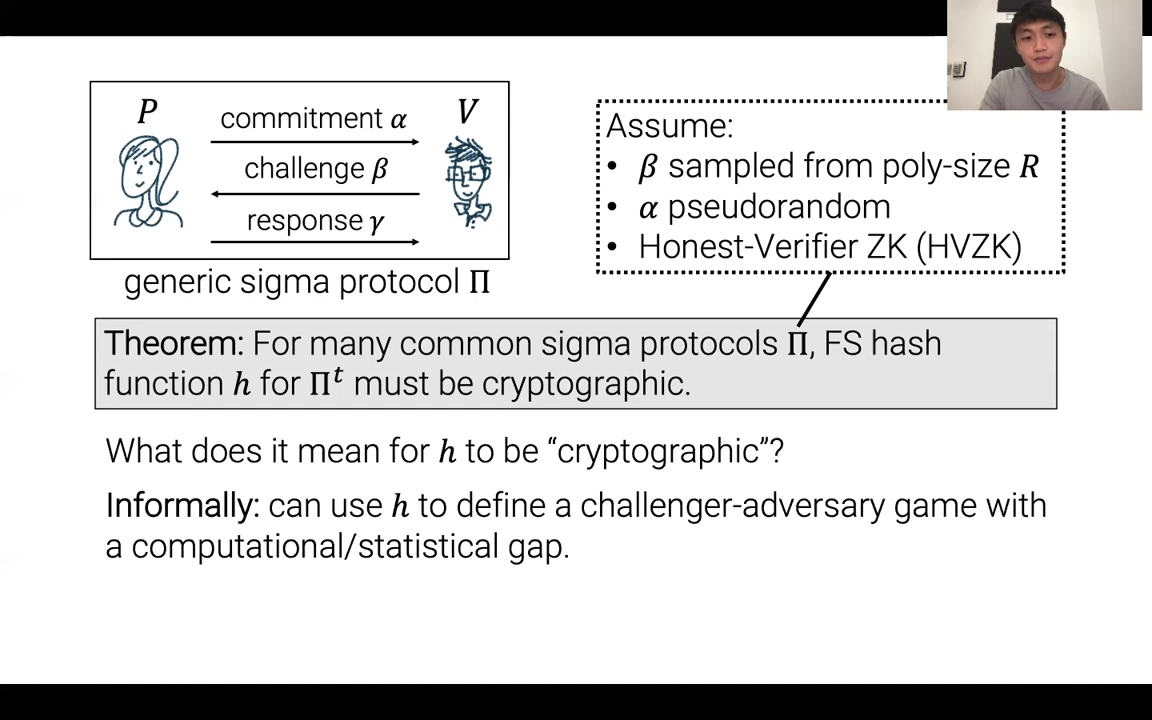 P
V
commitment α
challenge β
response γ
generic sigma protocol Π
Assume:
• β sampled from poly-size R
• α pseudorandom
• Honest-Verifier ZK (HVZK)
Theorem: For many common sigma protocols Π, FS hash
function h for Πᵗ must be cryptographic.
What does it mean for h to be “cryptographic”?
Informally: can use h to define a challenger-adversary game with
a computational/statistical gap.